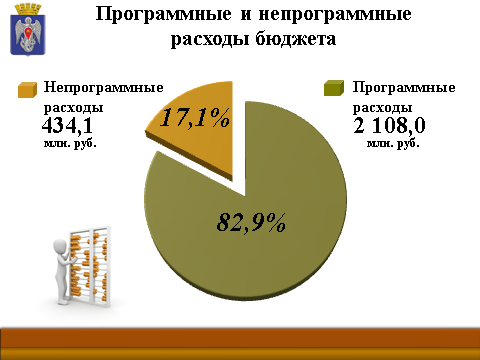 Программные и непрограммные
расходы бюджета
Непрограммные
расходы
434,1
млн. руб.
17,1%
Программные
расходы
2 108,0
млн. руб.
82,9%